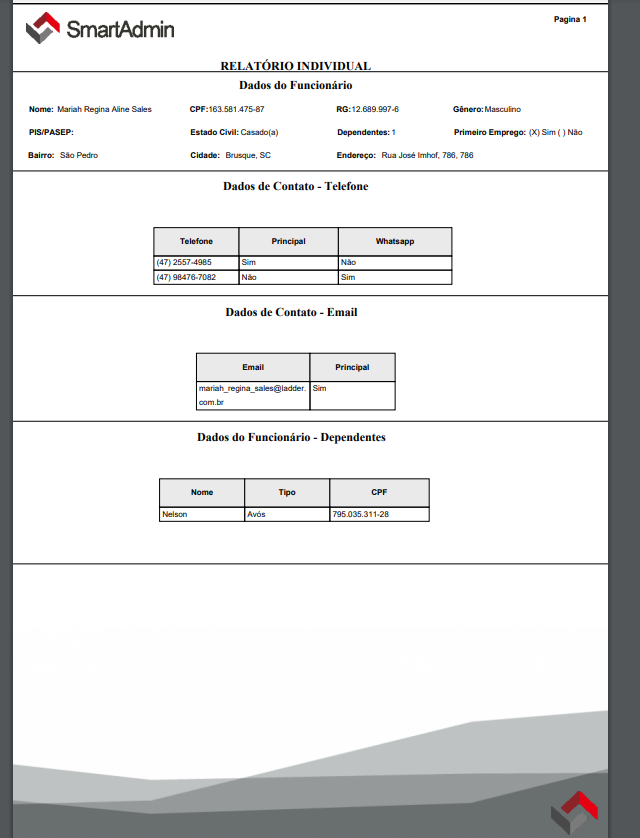 SmartAdmin
Pagina 1
RELATÓRIO INDIVIDUAL
Dados do Funcionário
Nome: Mariah Regina Aline Sales CPF:163.581.475-87 RG:12.689.997-6 Gênero:Masculino
PIS/PASEP: Estado Civil: Casado(a) Dependentes: 1 Primeiro Emprego: (X) Sim ( ) Não
Bairro: São Pedro Cidade: Brusque, SC Endereço: Rua José Imhof, 786, 786
Dados de Contato - Telefone
Telefone Principal Whatsapp
(47) 2557-4985 Sim Não
(47) 98476-7082 Não Sim
Dados de Contato - Email
Email Principal
mariah_regina_sales@ladder. Sim
com.br
Dados do Funcionário - Dependentes
Nome Tipo CPF
Nelson Avós 795.035.311-28